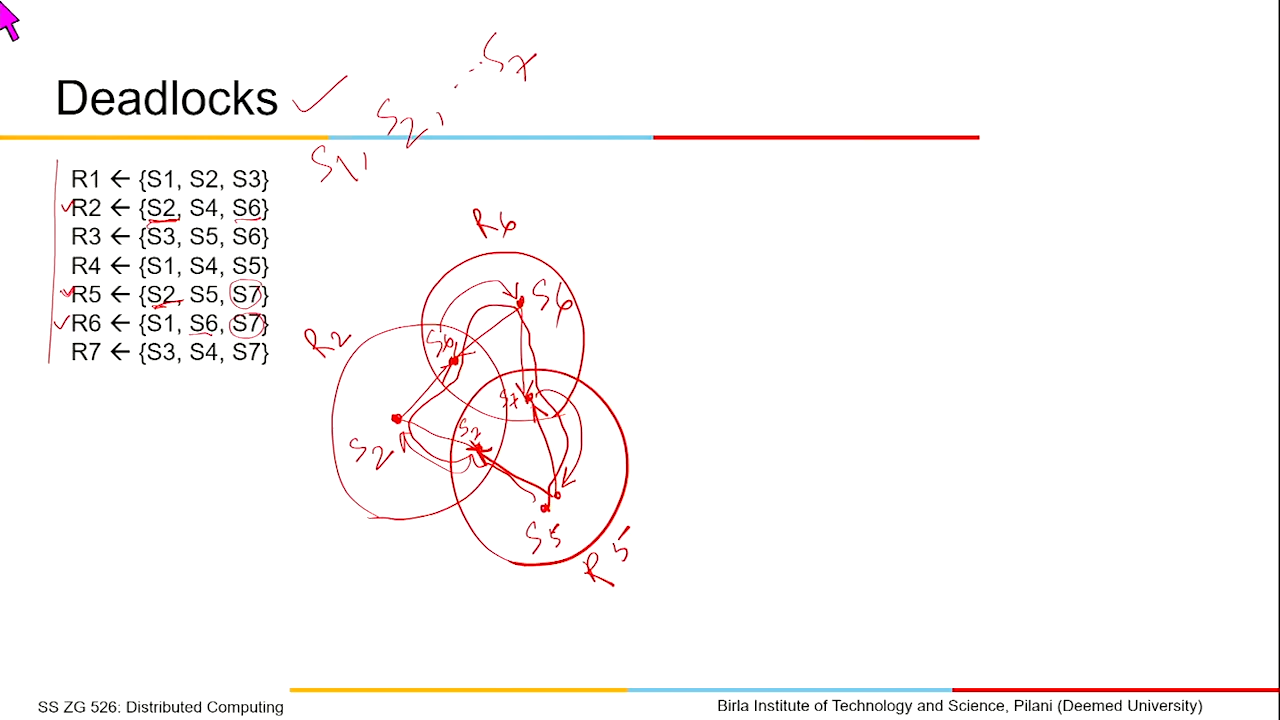 Deadlocks
S1, S2, ... S7
R1 ← {S1, S2, S3}
R2 ← {S2, S4, S6}
R3 ← {S3, S5, S6}
R4 ← {S1, S4, S5}
R5 ← {S2, S5, S7}
R6 ← {S1, S6, S7}
R7 ← {S3, S4, S7}
R6
S6
R2
S6
S7
S2
S5
R5
SS ZG 526: Distributed Computing
Birla Institute of Technology and Science, Pilani (Deemed University)